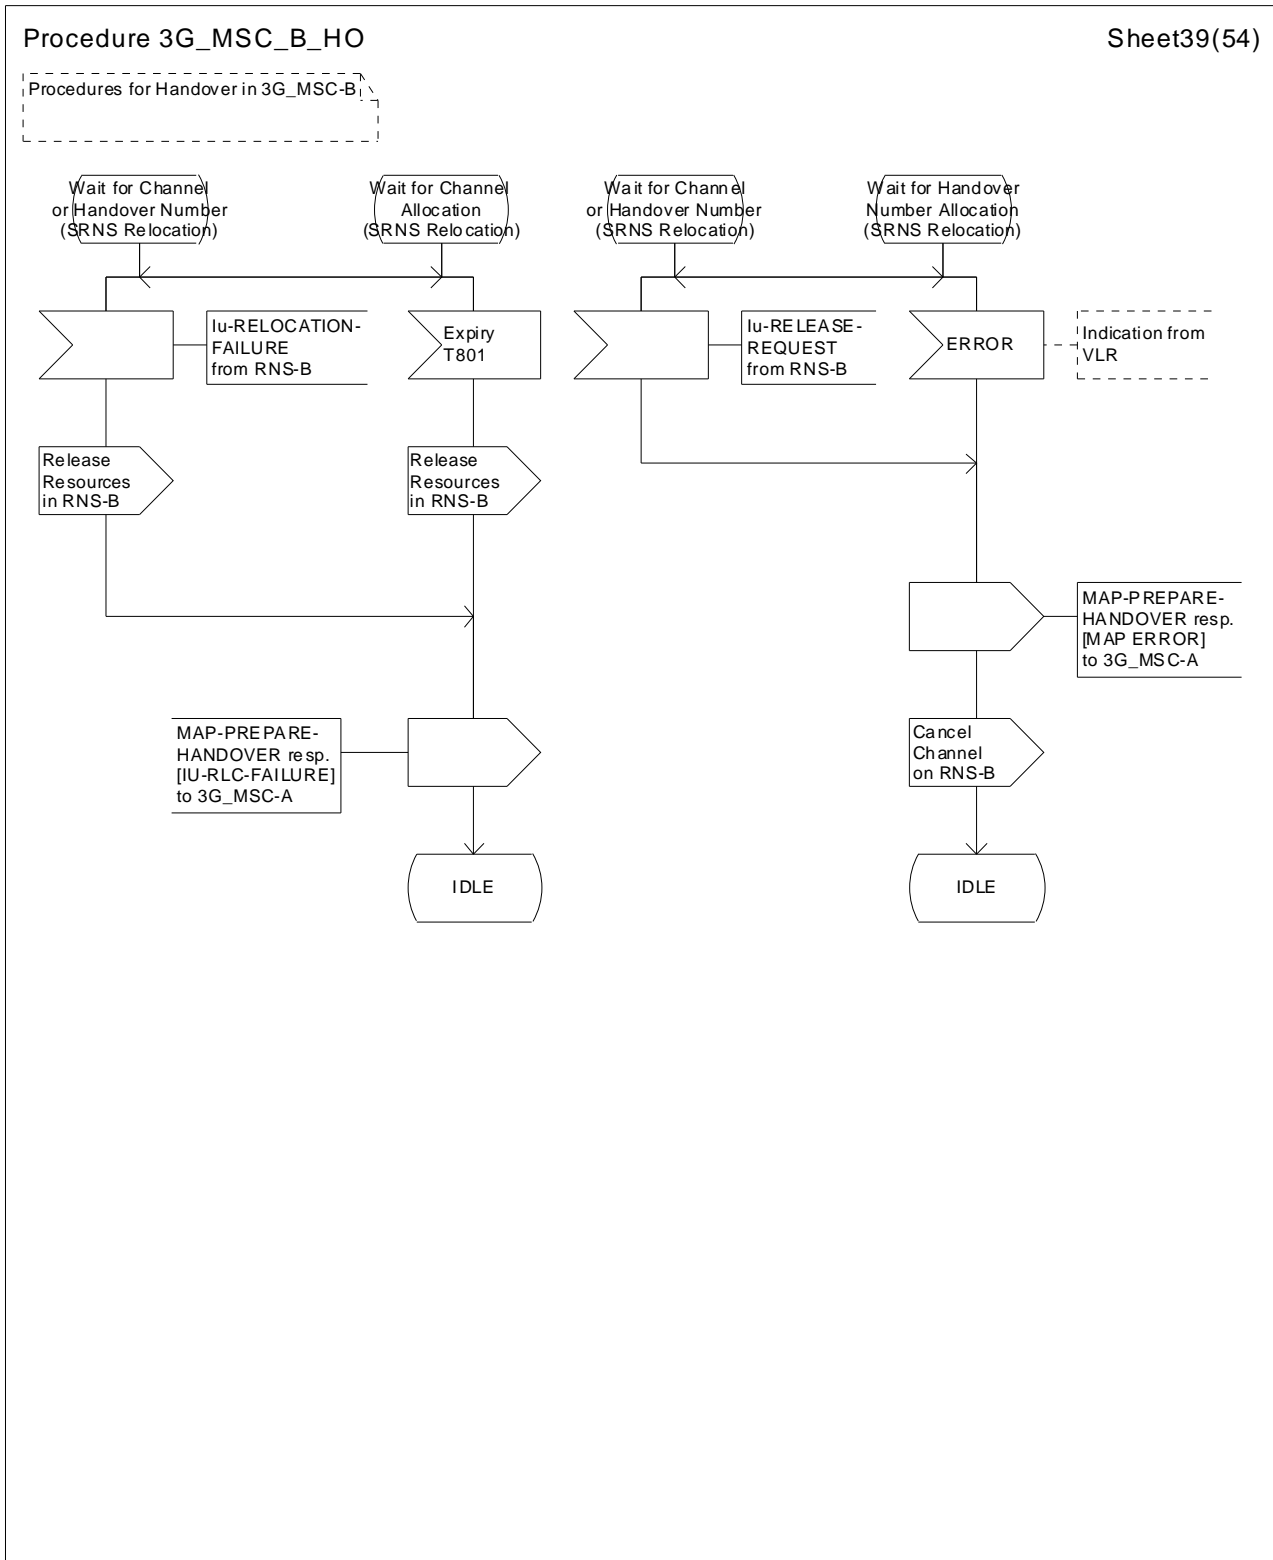 Procedure 3G_MSC_B_HO
Sheet39(54)
Procedures for Handover in 3G_MSC-B
Wait for Channel
or Handover Number
(SRNS Relocation)
Wait for Channel
Allocation
(SRNS Relocation)
Wait for Channel
or Handover Number
(SRNS Relocation)
Wait for Handover
Number Allocation
(SRNS Relocation)
Iu-RELOCATION-
FAILURE
from RNS-B
Expiry
T801
Iu-RELEASE-
REQUEST
from RNS-B
ERROR
Indication from
VLR
Release
Resources
in RNS-B
Release
Resources
in RNS-B
MAP-PREPARE-
HANDOVER resp.
[MAP ERROR]
to 3G_MSC-A
MAP-PREPARE-
HANDOVER resp.
[IU-RLC-FAILURE]
to 3G_MSC-A
Cancel
Channel
on RNS-B
IDLE
IDLE